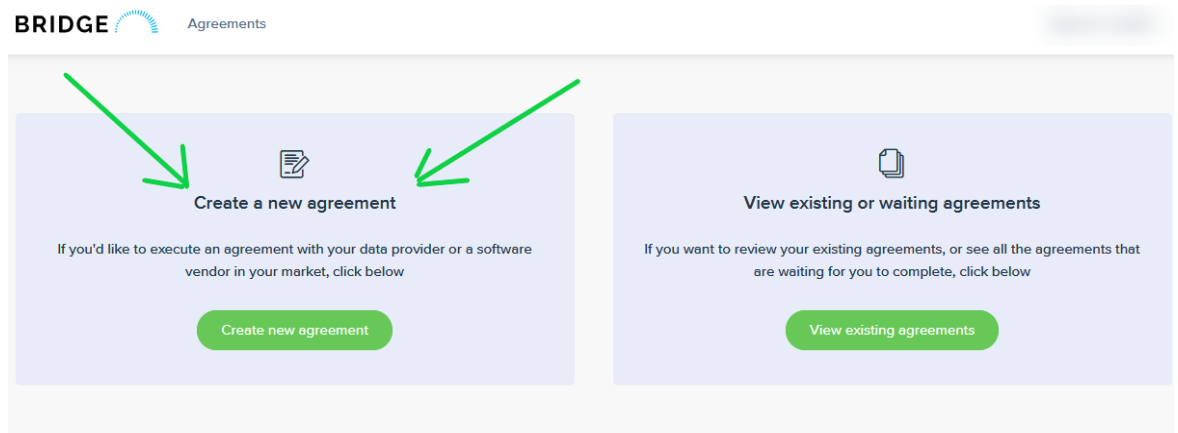 BRIDGE
Agreements
Create a new agreement
If you'd like to execute an agreement with your data provider or a software
vendor in your market, click below
Create new agreement
View existing or waiting agreements
If you want to review your existing agreements, or see all the agreements that
are waiting for you to complete, click below
View existing agreements